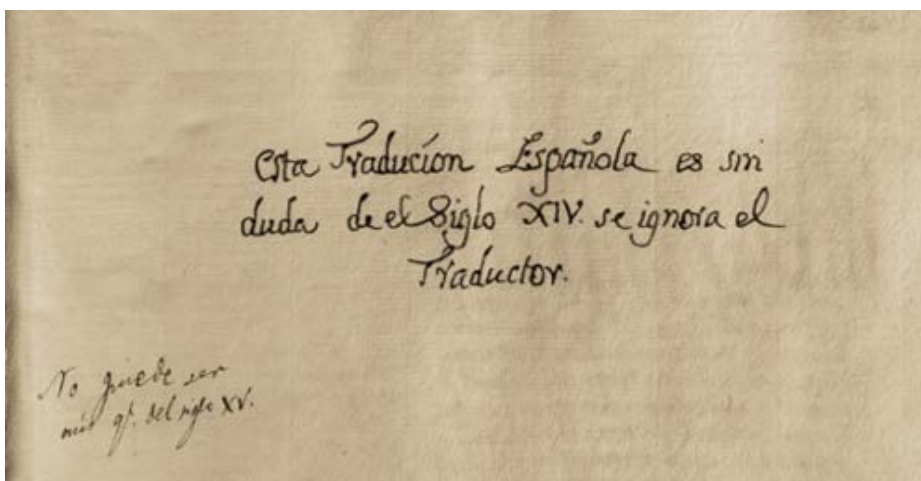 Esta Traducion Española es sin
duda de el Siglo XIV. se ignora el
Traductor.
No puede ser
mas q.e del siglo XV.